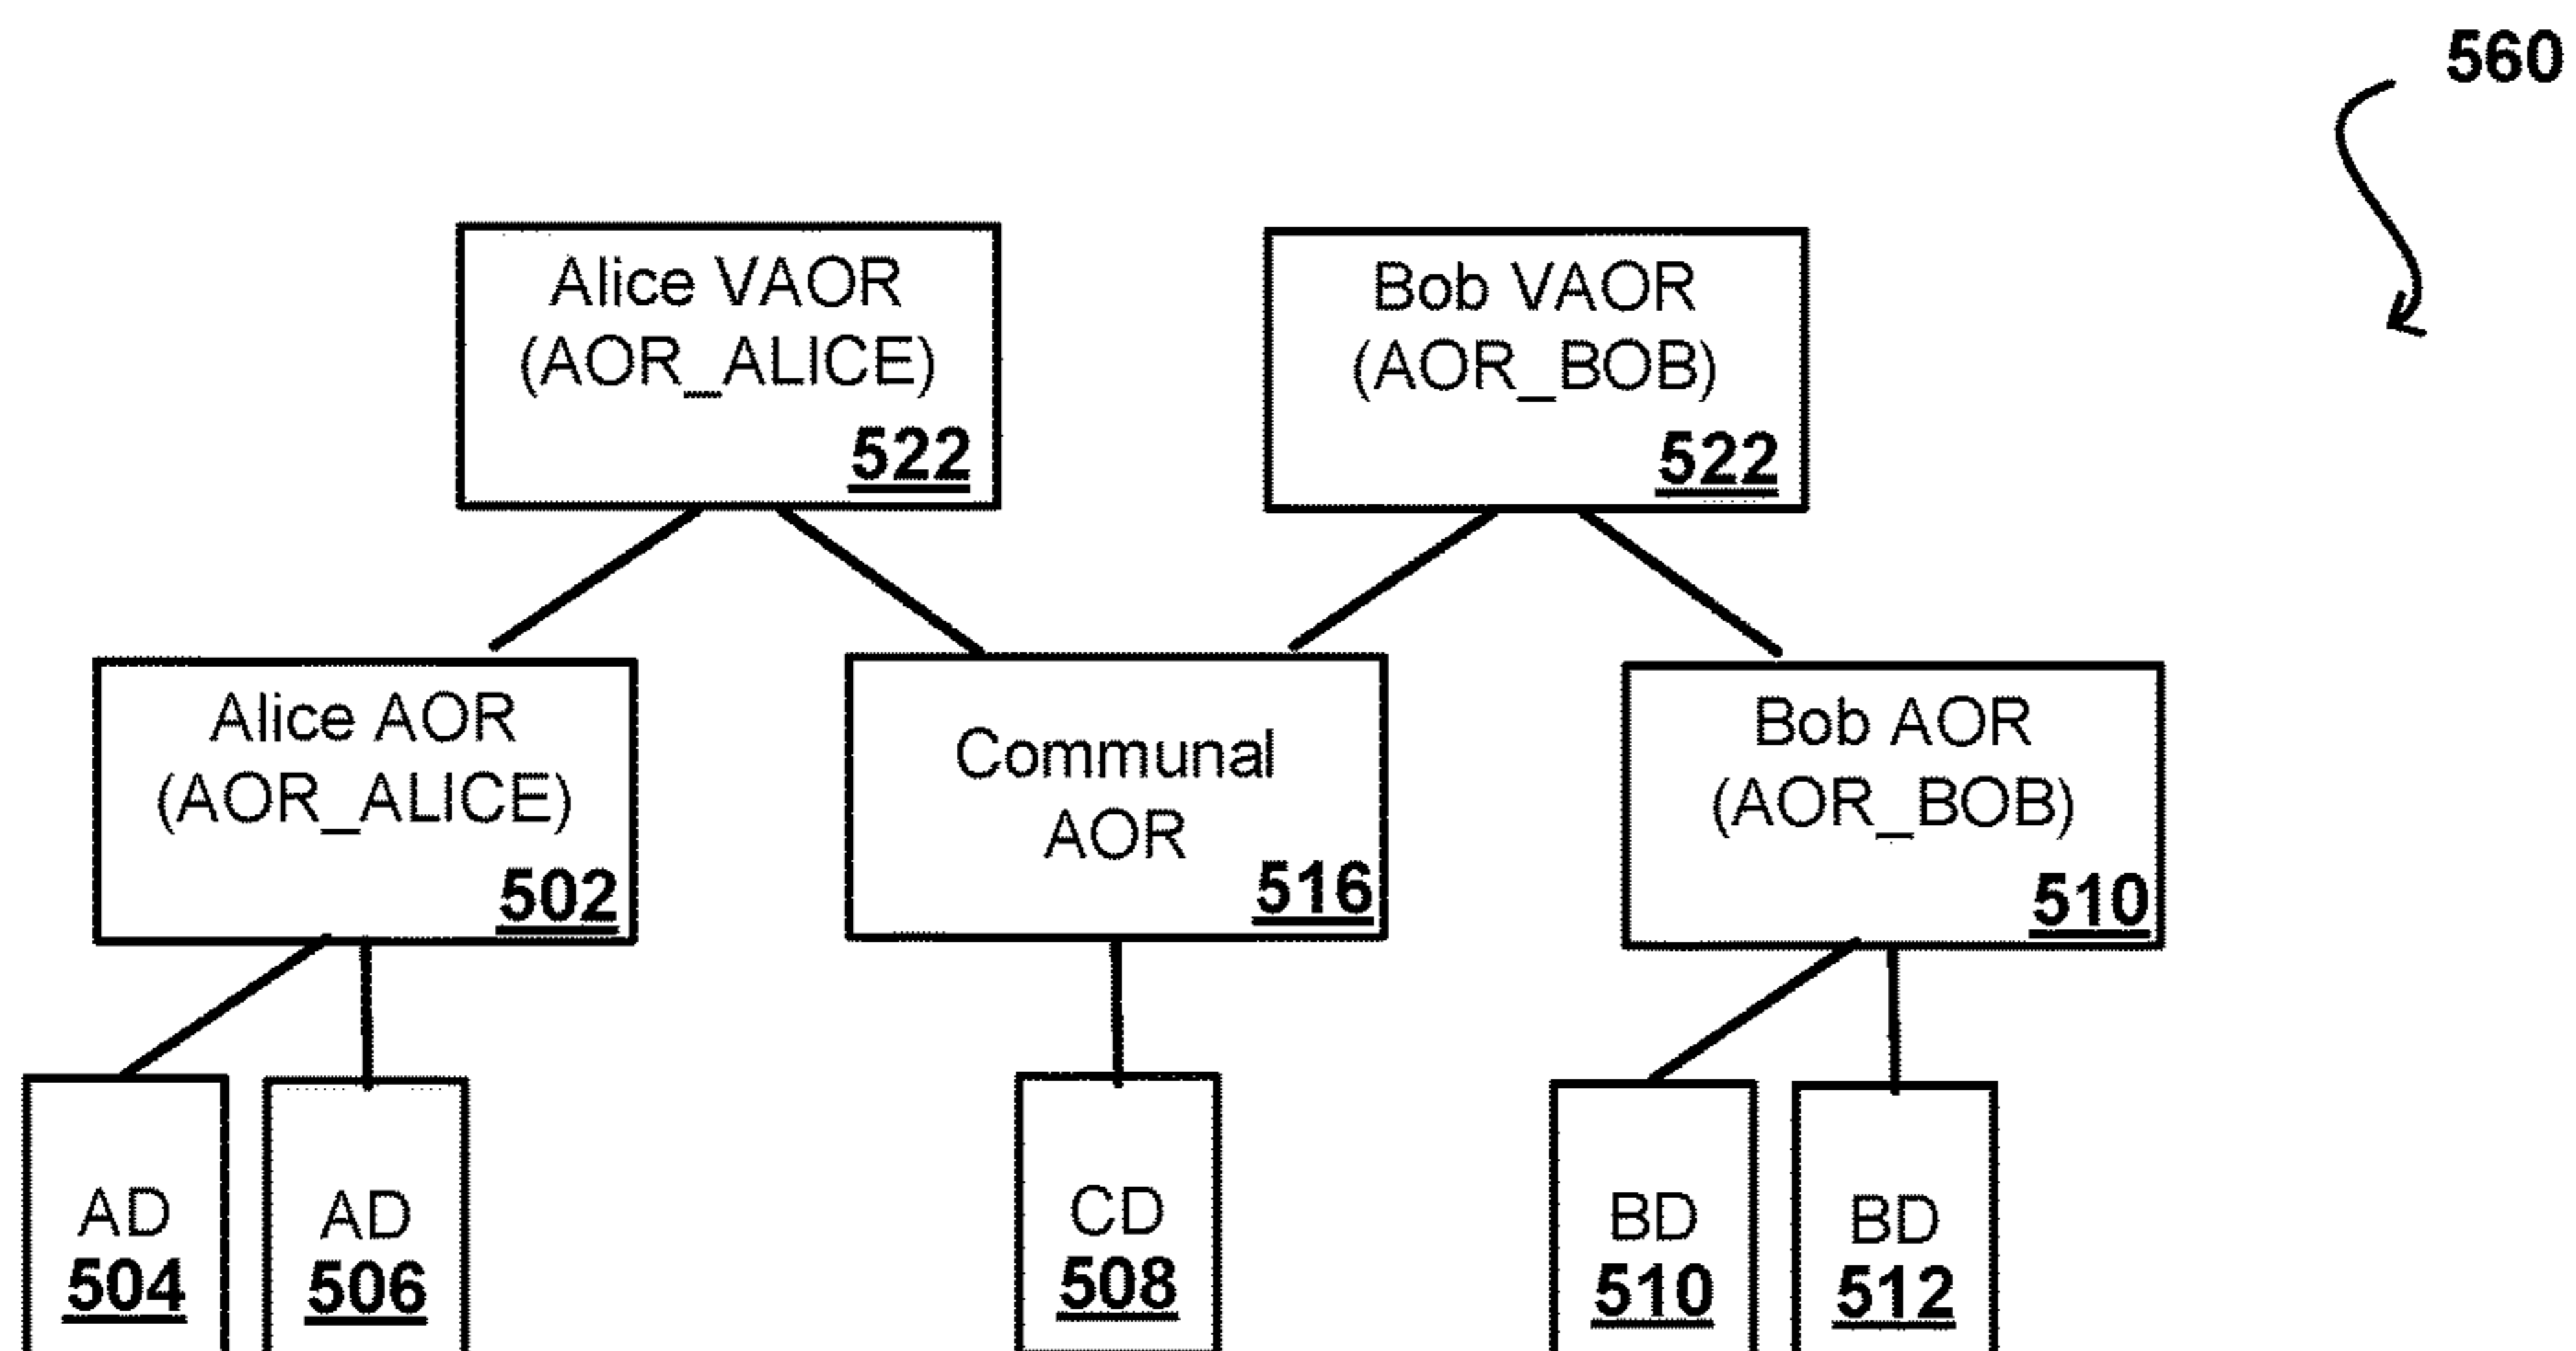 560
Alice VAOR
(AOR_ALICE)
522
Bob VAOR
(AOR_BOB)
522
Alice AOR
(AOR_ALICE)
502
Communal
AOR
516
Bob AOR
(AOR_BOB)
510
AD
504
AD
506
CD
508
BD
510
BD
512